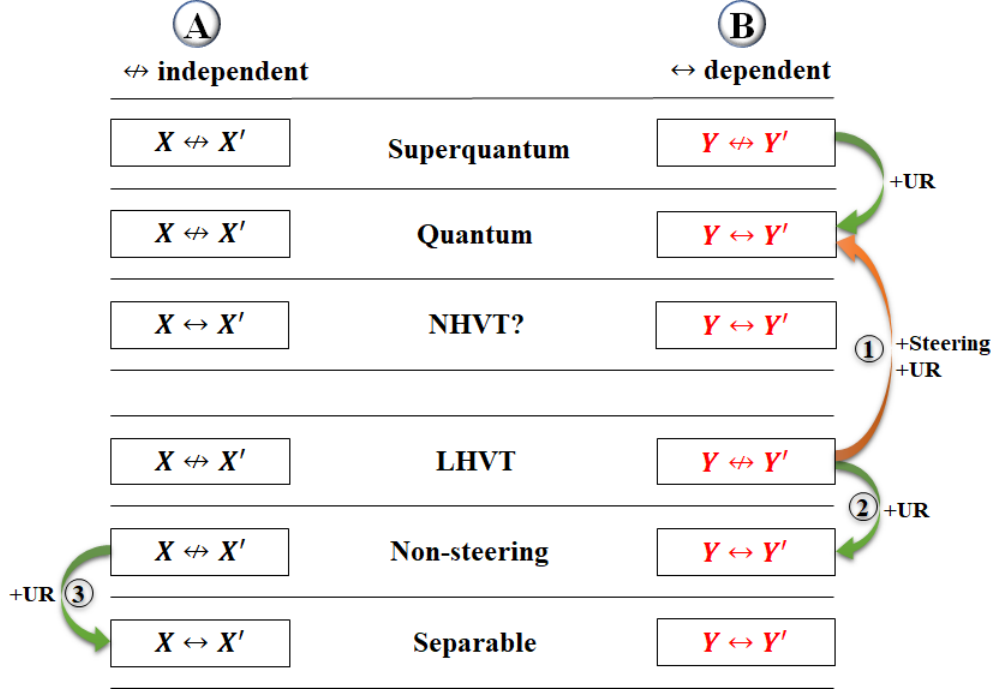 A B
↮ independent ↔ dependent
X ↮ X′ Superquantum Y ↮ Y′
+UR
X ↮ X′ Quantum Y ↔ Y′
X ↔ X′ NHVT? Y ↔ Y′
① +Steering
+UR
X ↮ X′ LHVT Y ↮ Y′
② +UR
X ↮ X′ Non-steering Y ↔ Y′
+UR ③
X ↔ X′ Separable Y ↔ Y′